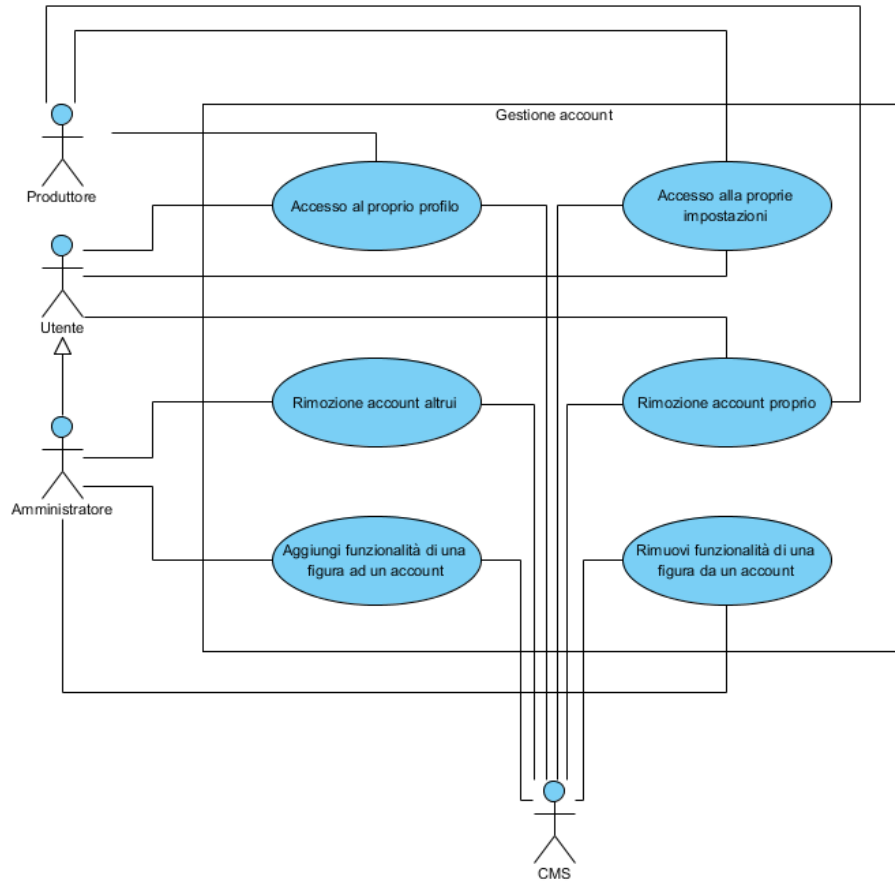 Gestione account
Produttore
Accesso al proprio profilo
Accesso alla proprie
impostazioni
Utente
Rimozione account altrui
Rimozione account proprio
Amministratore
Aggiungi funzionalità di una
figura ad un account
Rimuovi funzionalità di una
figura da un account
CMS